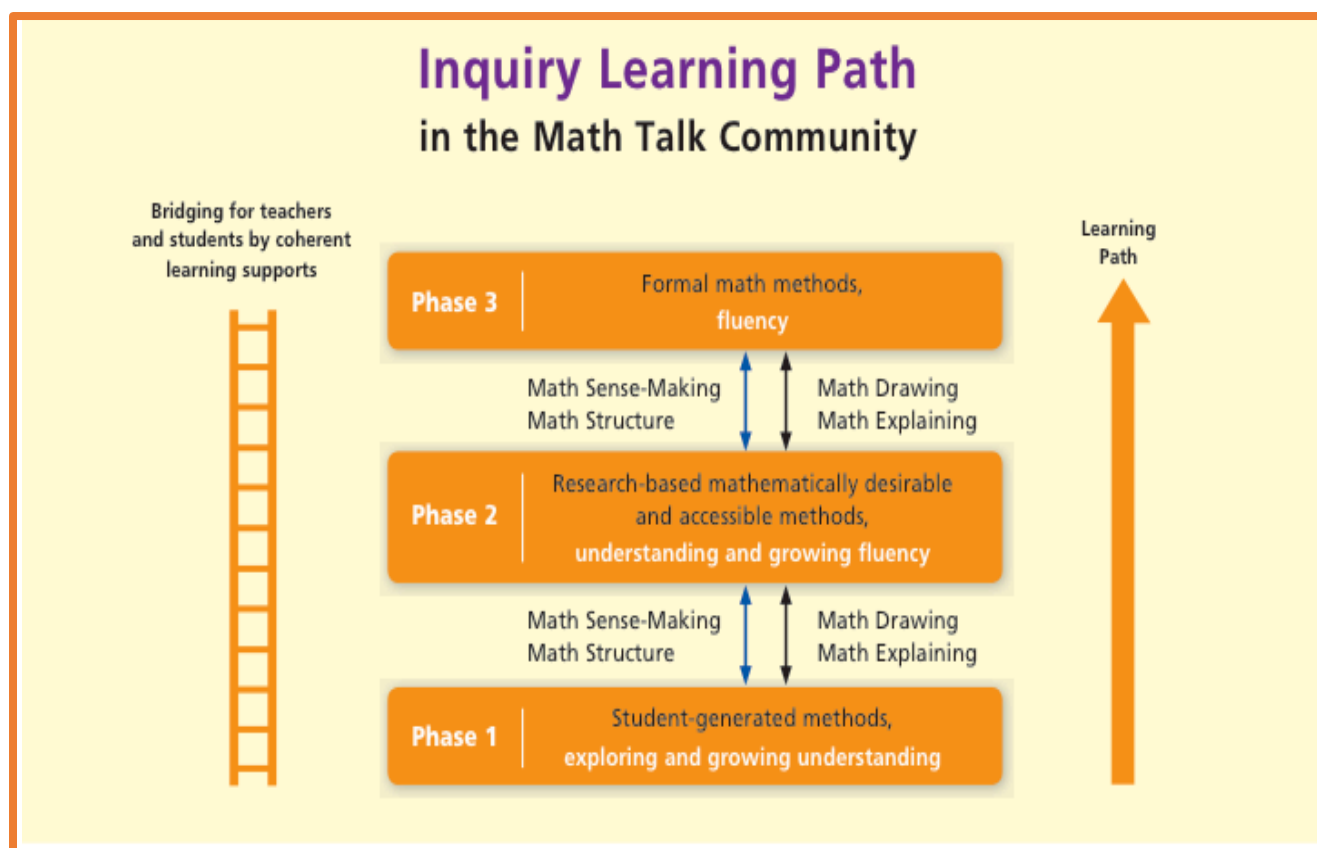 Inquiry Learning Path
in the Math Talk Community
Bridging for teachers
and students by coherent
learning supports
Learning
Path
Phase 3
Formal math methods,
fluency
Math Sense-Making
Math Structure
Math Drawing
Math Explaining
Phase 2
Research-based mathematically desirable
and accessible methods,
understanding and growing fluency
Math Sense-Making
Math Structure
Math Drawing
Math Explaining
Phase 1
Student-generated methods,
exploring and growing understanding